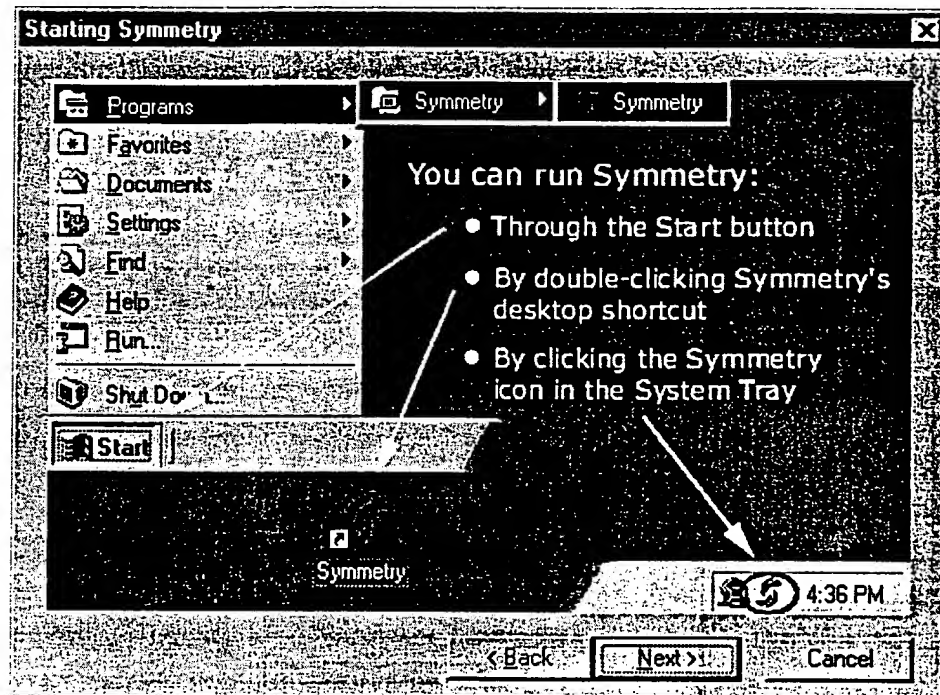 Starting Symmetry
Programs
Symmetry
Symmetry
Favorites
Documents
Settings
Find
Help
Run...
Shut Do
Start
You can run Symmetry:
● Through the Start button
● By double-clicking Symmetry's
desktop shortcut
● By clicking the Symmetry
icon in the System Tray
Symmetry
4:36 PM
< Back
Next >
Cancel